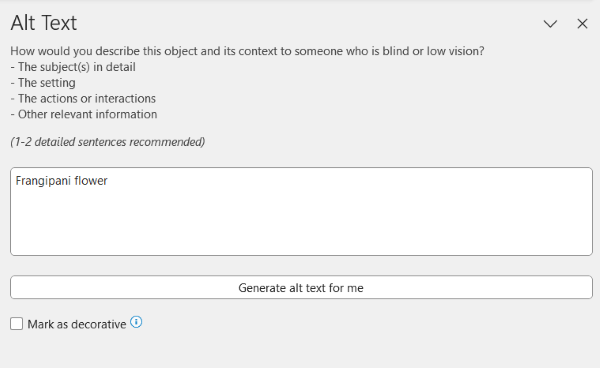 Alt Text
How would you describe this object and its context to someone who is blind or low vision?
- The subject(s) in detail
- The setting
- The actions or interactions
- Other relevant information
(1-2 detailed sentences recommended)
Frangipani flower
Generate alt text for me
Mark as decorative